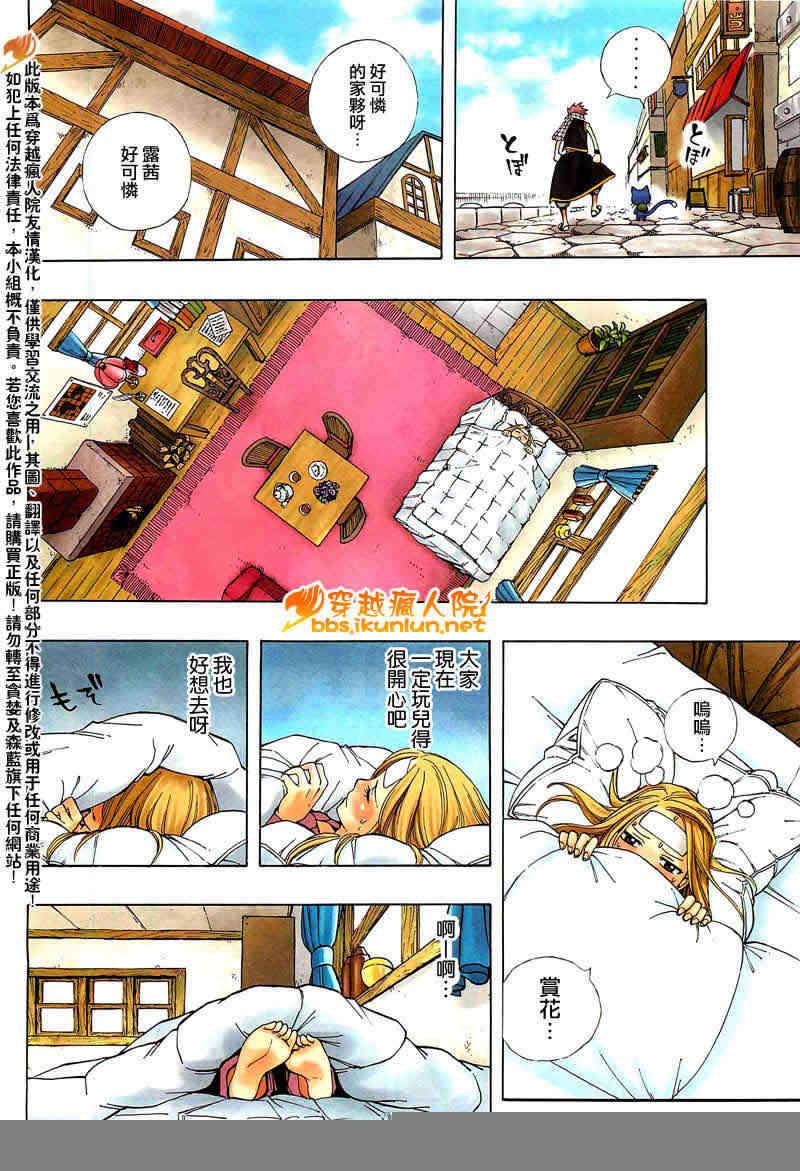 ⋯⋯
とぼ
とぼ
好可憐
的家夥呀…
露茜
好可憐
穿越瘋人院
bbs.ikunlun.net
嗚嗚…
賞花…
大家
現在
一定玩兒得
很開心吧
我也
好想去呀
もぞ
啊ー啊…
此版本爲穿越瘋人院友情漢化，僅供學習交流之用！其圖、翻譯以及任何部分不得進行修改或用于任何商業用途！
如犯上任何法律責任，本小組概不負責。若您喜歡此作品，請購買正版！請勿轉至貪婪及森藍旗下任何網站！